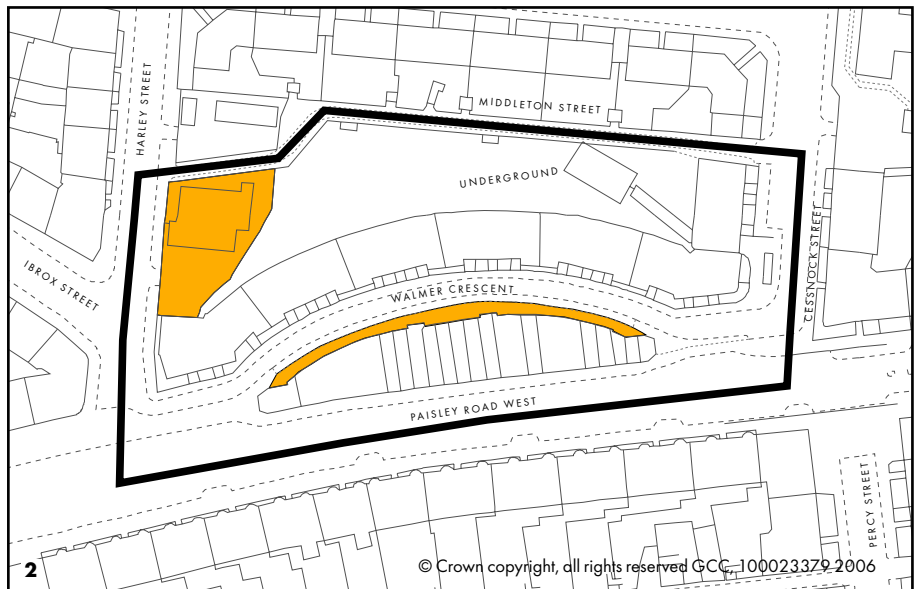 HARLEY STREET
MIDDLETON STREET
UNDERGROUND
IBROX STREET
WALMER CRESCENT
CESSNOCK STREET
PAISLEY ROAD WEST
PERCY STREET
2
© Crown copyright, all rights reserved GCC, 100023379 2006